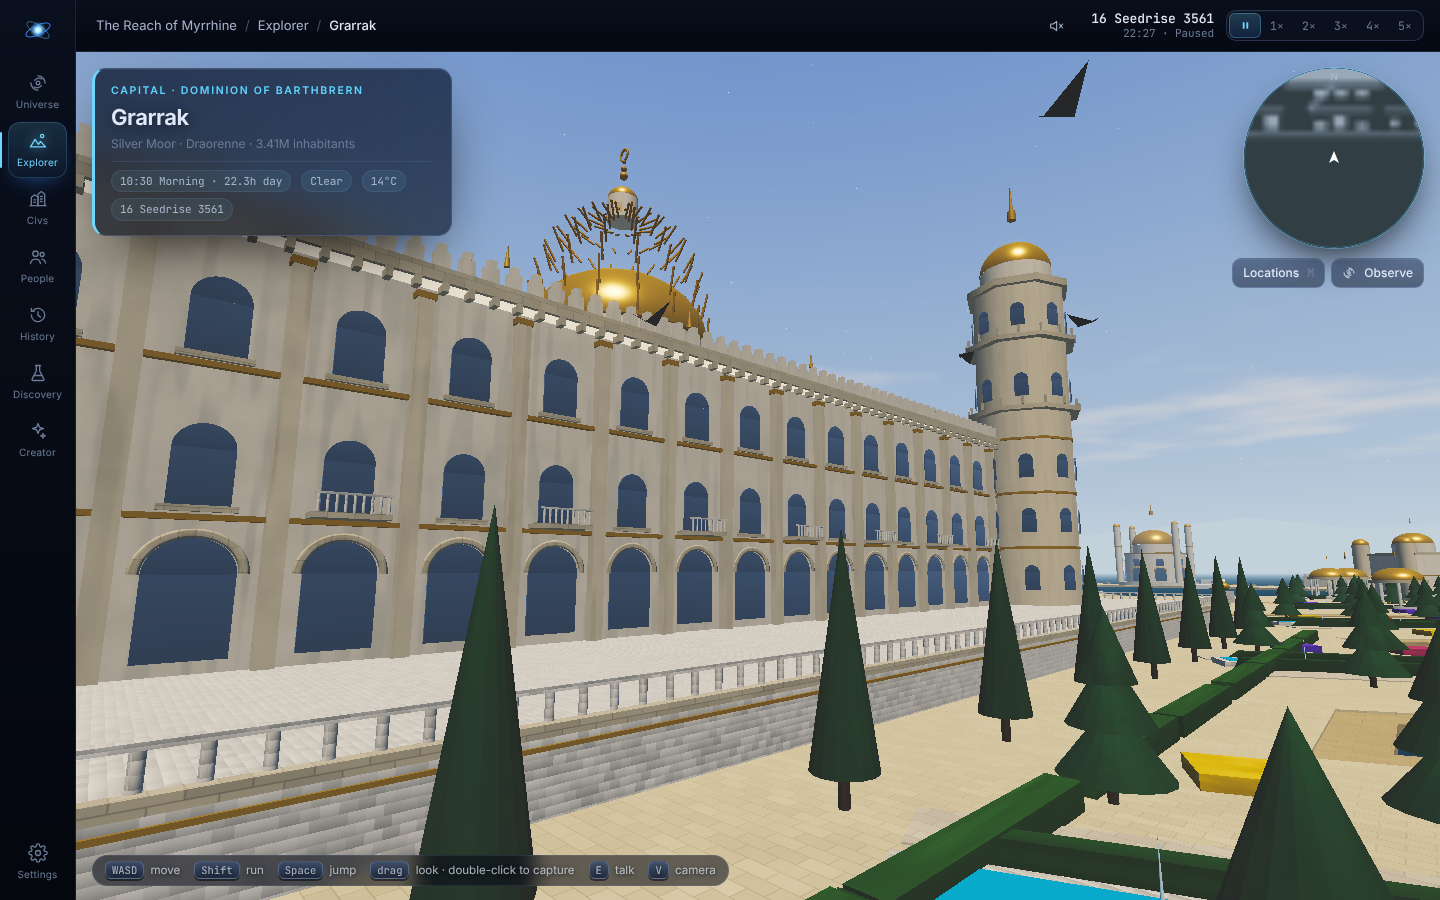 The Reach of Myrrhine / Explorer / Grarrak
16 Seedrise 3561
22:27 · Paused
1× 2× 3× 4× 5×
Universe
Explorer
Civs
People
History
Discovery
Creator
Settings
CAPITAL · DOMINION OF BARTHBRERN
Grarrak
Silver Moor · Draorenne · 3.41M inhabitants
10:30 Morning · 22.3h day Clear 14°C
16 Seedrise 3561
N
Locations M Observe
WASD move Shift run Space jump drag look · double-click to capture E talk V camera